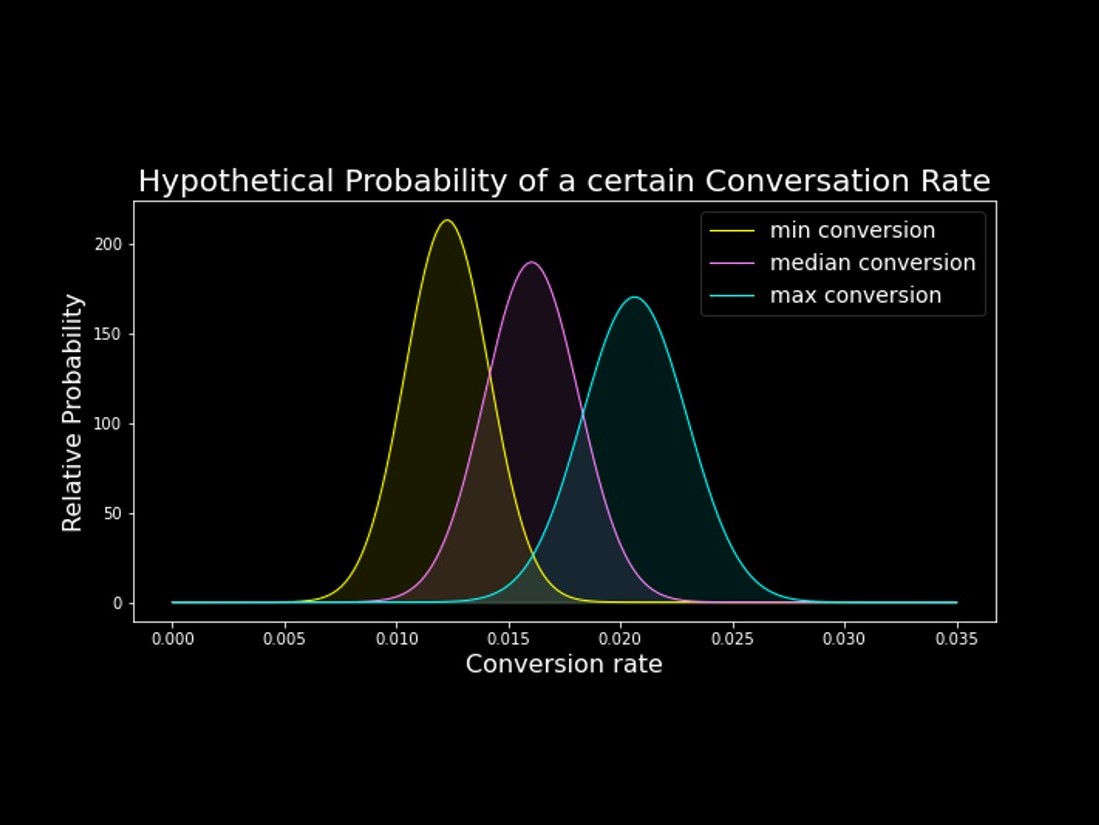 Hypothetical Probability of a certain Conversation Rate
min conversion
median conversion
max conversion
Relative Probability
200
150
100
50
0
0.000 0.005 0.010 0.015 0.020 0.025 0.030 0.035
Conversion rate